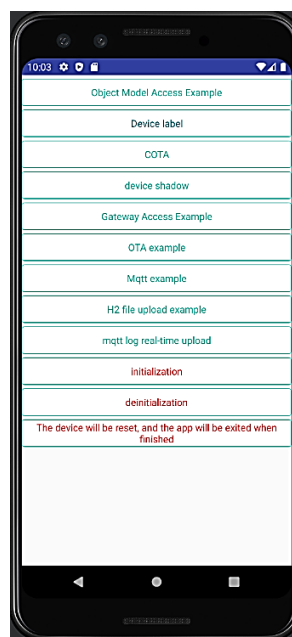 10:03
Object Model Access Example
Device label
COTA
device shadow
Gateway Access Example
OTA example
Mqtt example
H2 file upload example
mqtt log real-time upload
initialization
deinitialization
The device will be reset, and the app will be exited when
finished